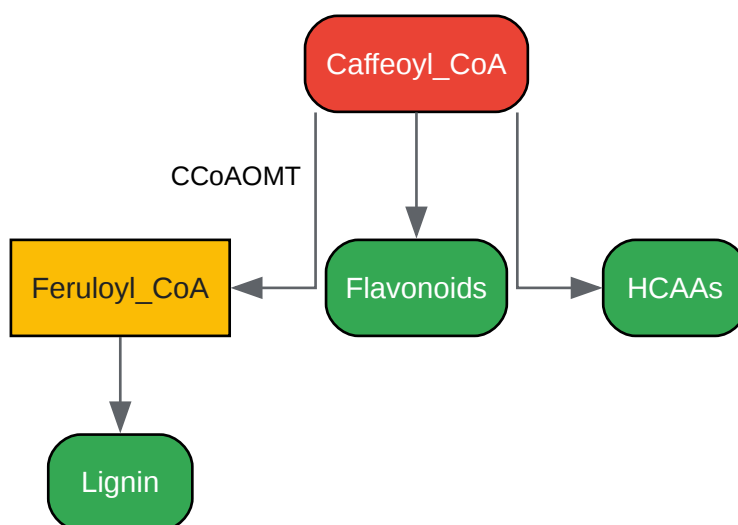 Caffeoyl_CoA
CCoAOMT
Feruloyl_CoA
Flavonoids
HCAAs
Lignin